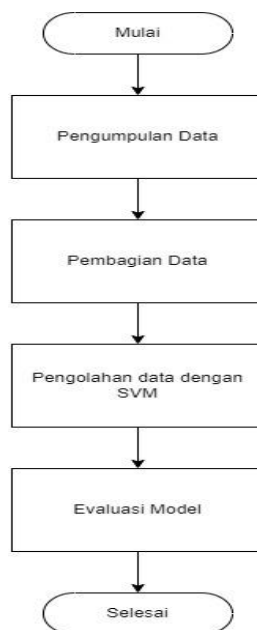 Mulai
Pengumpulan Data
Pembagian Data
Pengolahan data dengan
SVM
Evaluasi Model
Selesai